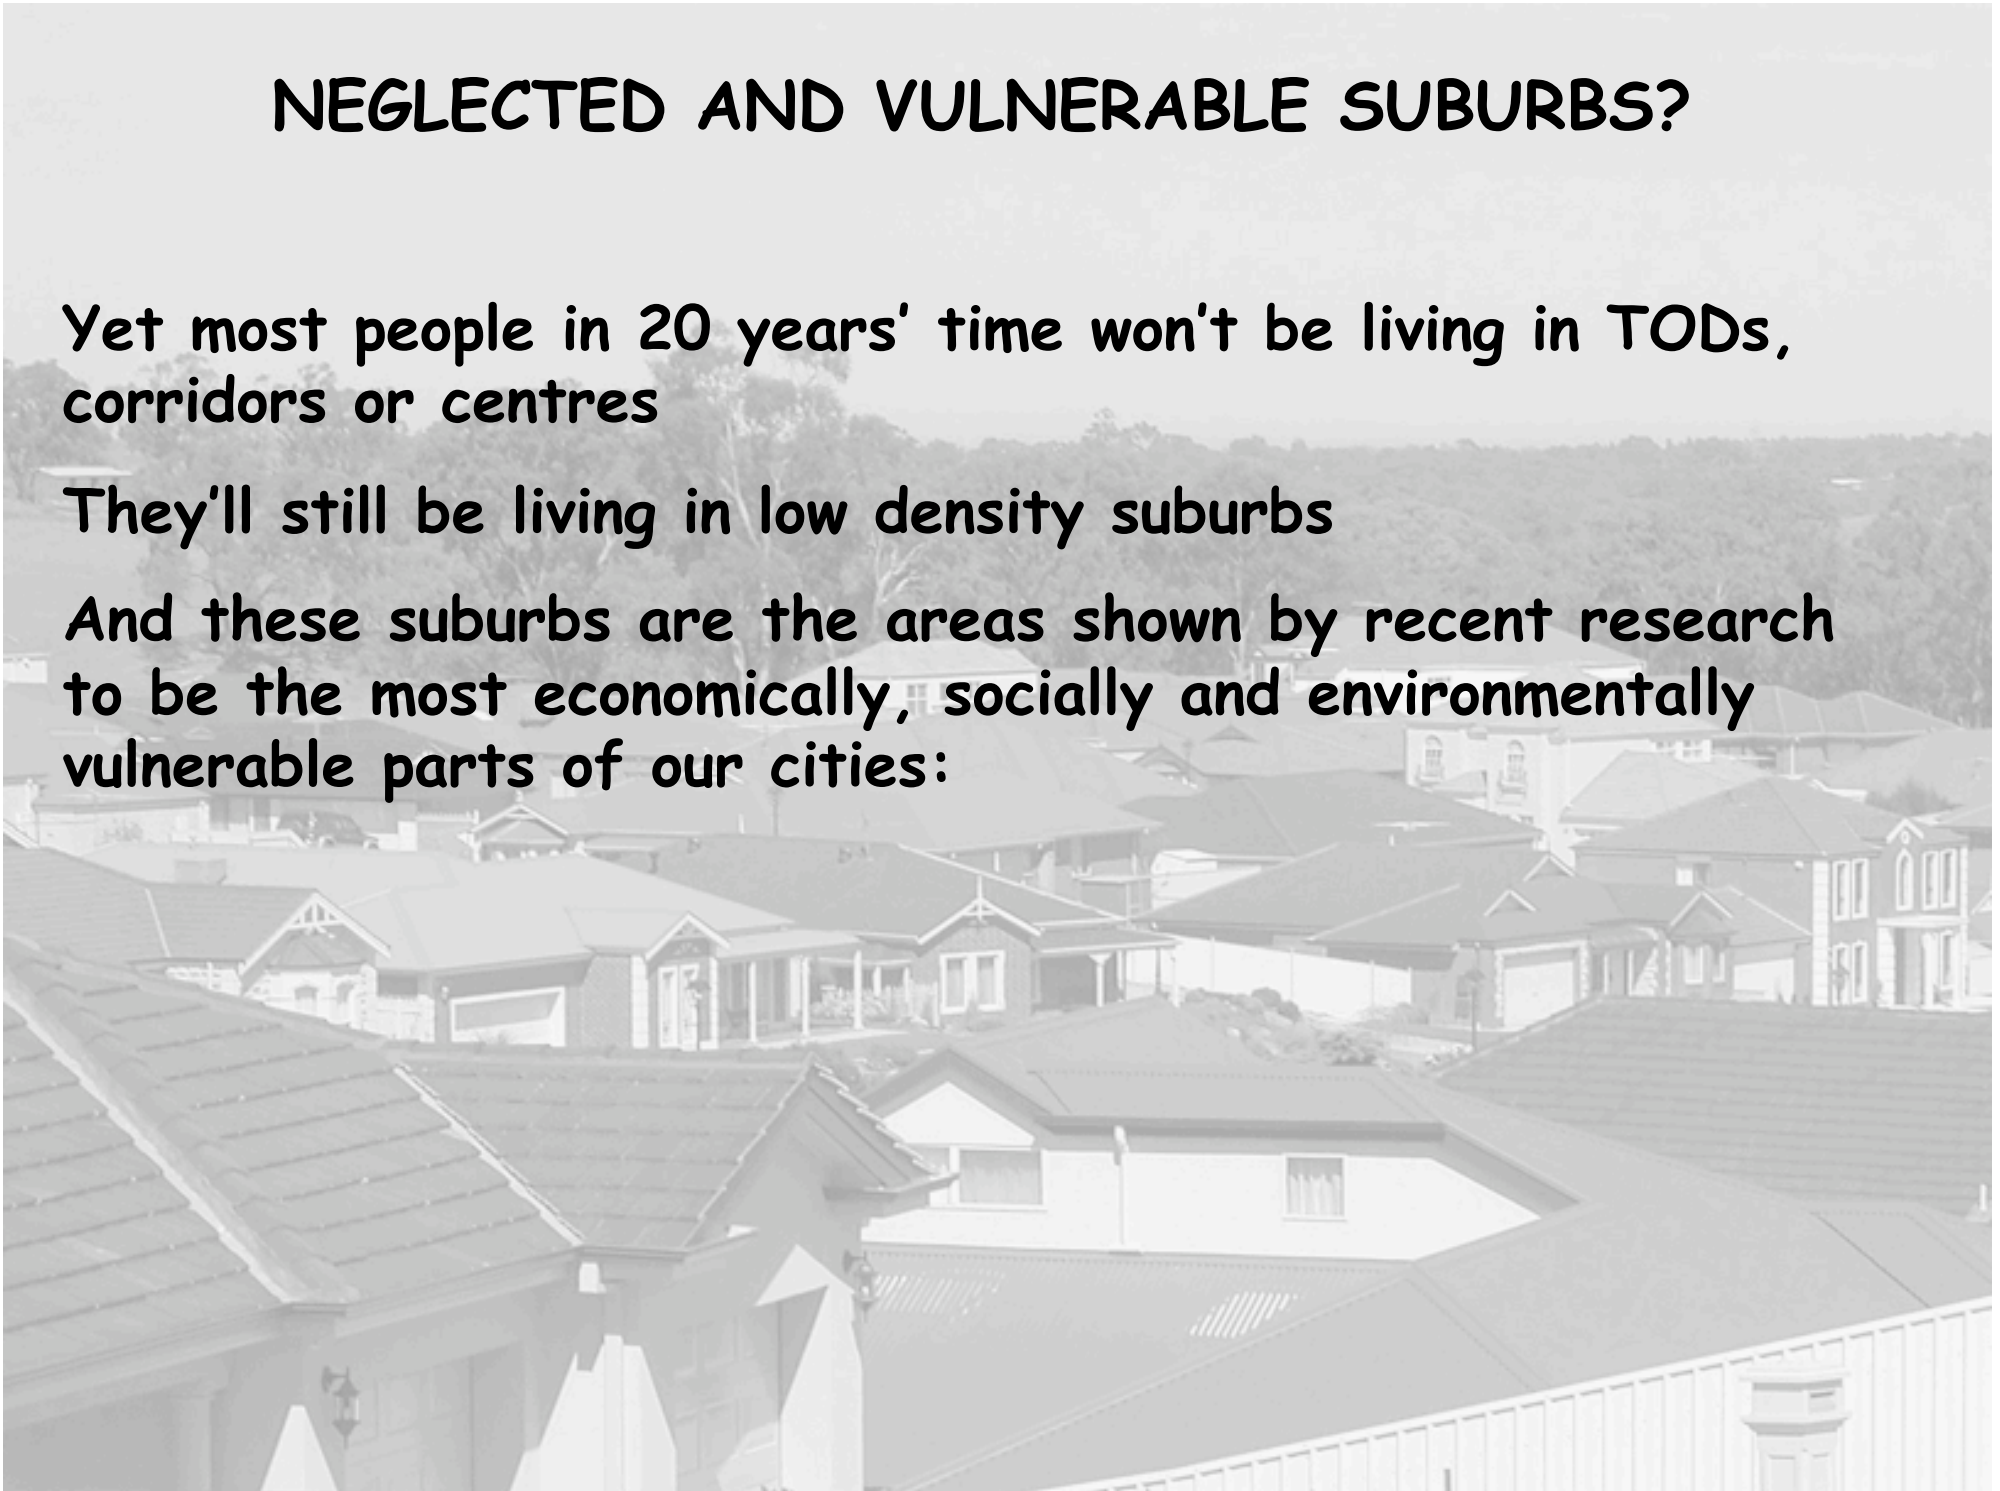 NEGLECTED AND VULNERABLE SUBURBS?
Yet most people in 20 years’ time won’t be living in TODs,
corridors or centres
They’ll still be living in low density suburbs
And these suburbs are the areas shown by recent research
to be the most economically, socially and environmentally
vulnerable parts of our cities: